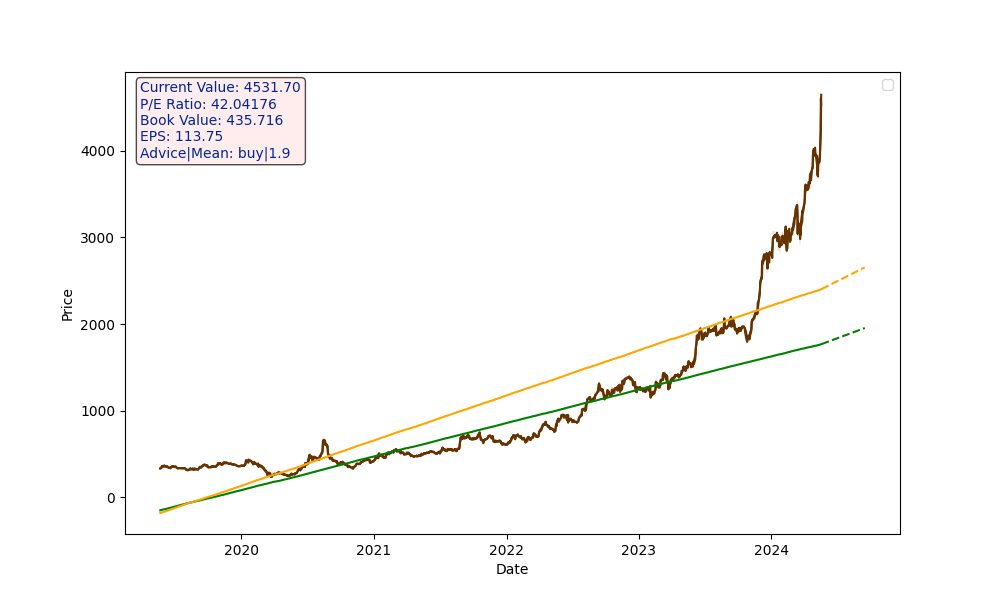 Current Value: 4531.70
P/E Ratio: 42.04176
Book Value: 435.716
EPS: 113.75
Advice|Mean: buy|1.9
4000
3000
2000
1000
0
Price
2020 2021 2022 2023 2024
Date